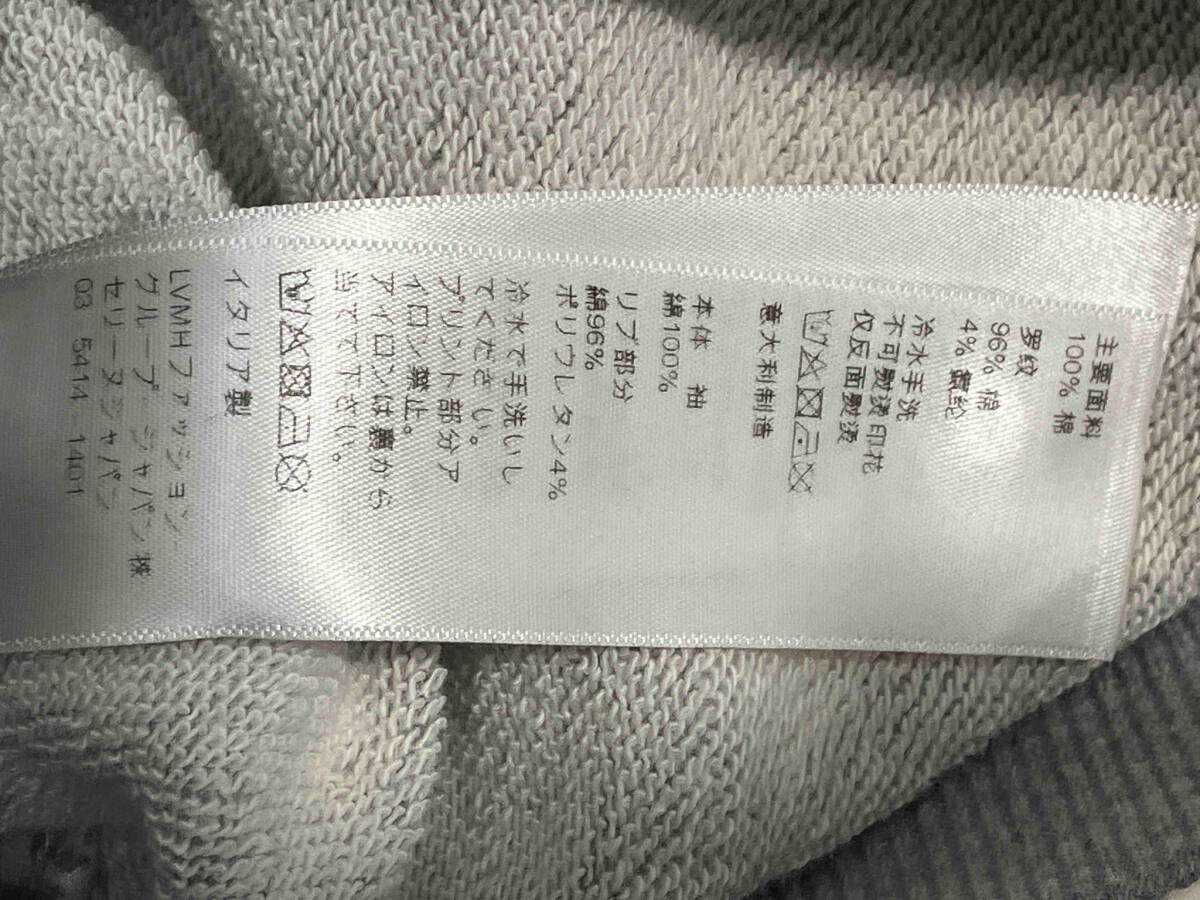 主要面料
100% 棉
罗纹
96% 棉
4% 氨纶
冷水手洗
不可熨烫印花
仅反面熨烫
意大利制造
本体 袖
綿100%
リブ部分
綿96%
ポリウレタン4%
冷水で手洗いし
てください。
プリント部分ア
イロン禁止。
アイロンは裏から
当てて下さい。
イタリア製
LVMHファッション
グループ ジャパン株
セリーヌジャパン
03 5414 1401